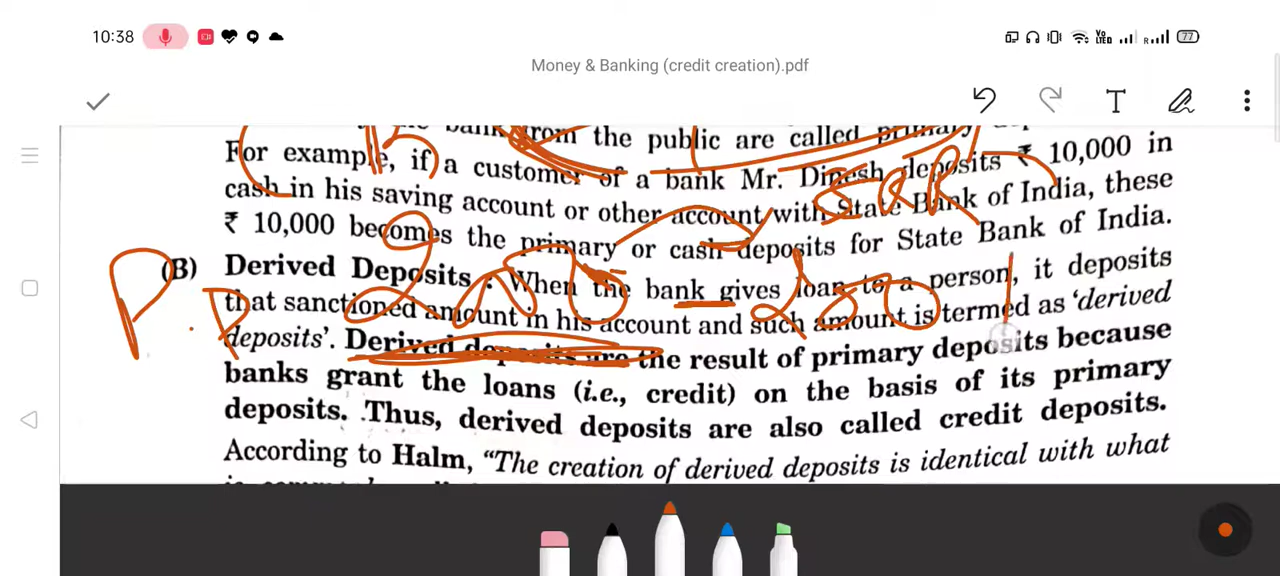 10:38
Vo LTE
R
77
Money & Banking (credit creation).pdf
T
bank from the public are called primary
For example, if a customer of a bank Mr. Dinesh deposits ₹ 10,000 in
cash in his saving account or other account with State Bank of India, these
₹ 10,000 becomes the primary or cash deposits for State Bank of India.
(B) Derived Deposits : When the bank gives loan to a person, it deposits
that sanctioned amount in his account and such amount is termed as ‘derived
deposits’. Derived deposits are the result of primary deposits because
banks grant the loans (i.e., credit) on the basis of its primary
deposits. Thus, derived deposits are also called credit deposits.
According to Halm, “The creation of derived deposits is identical with what
P.P